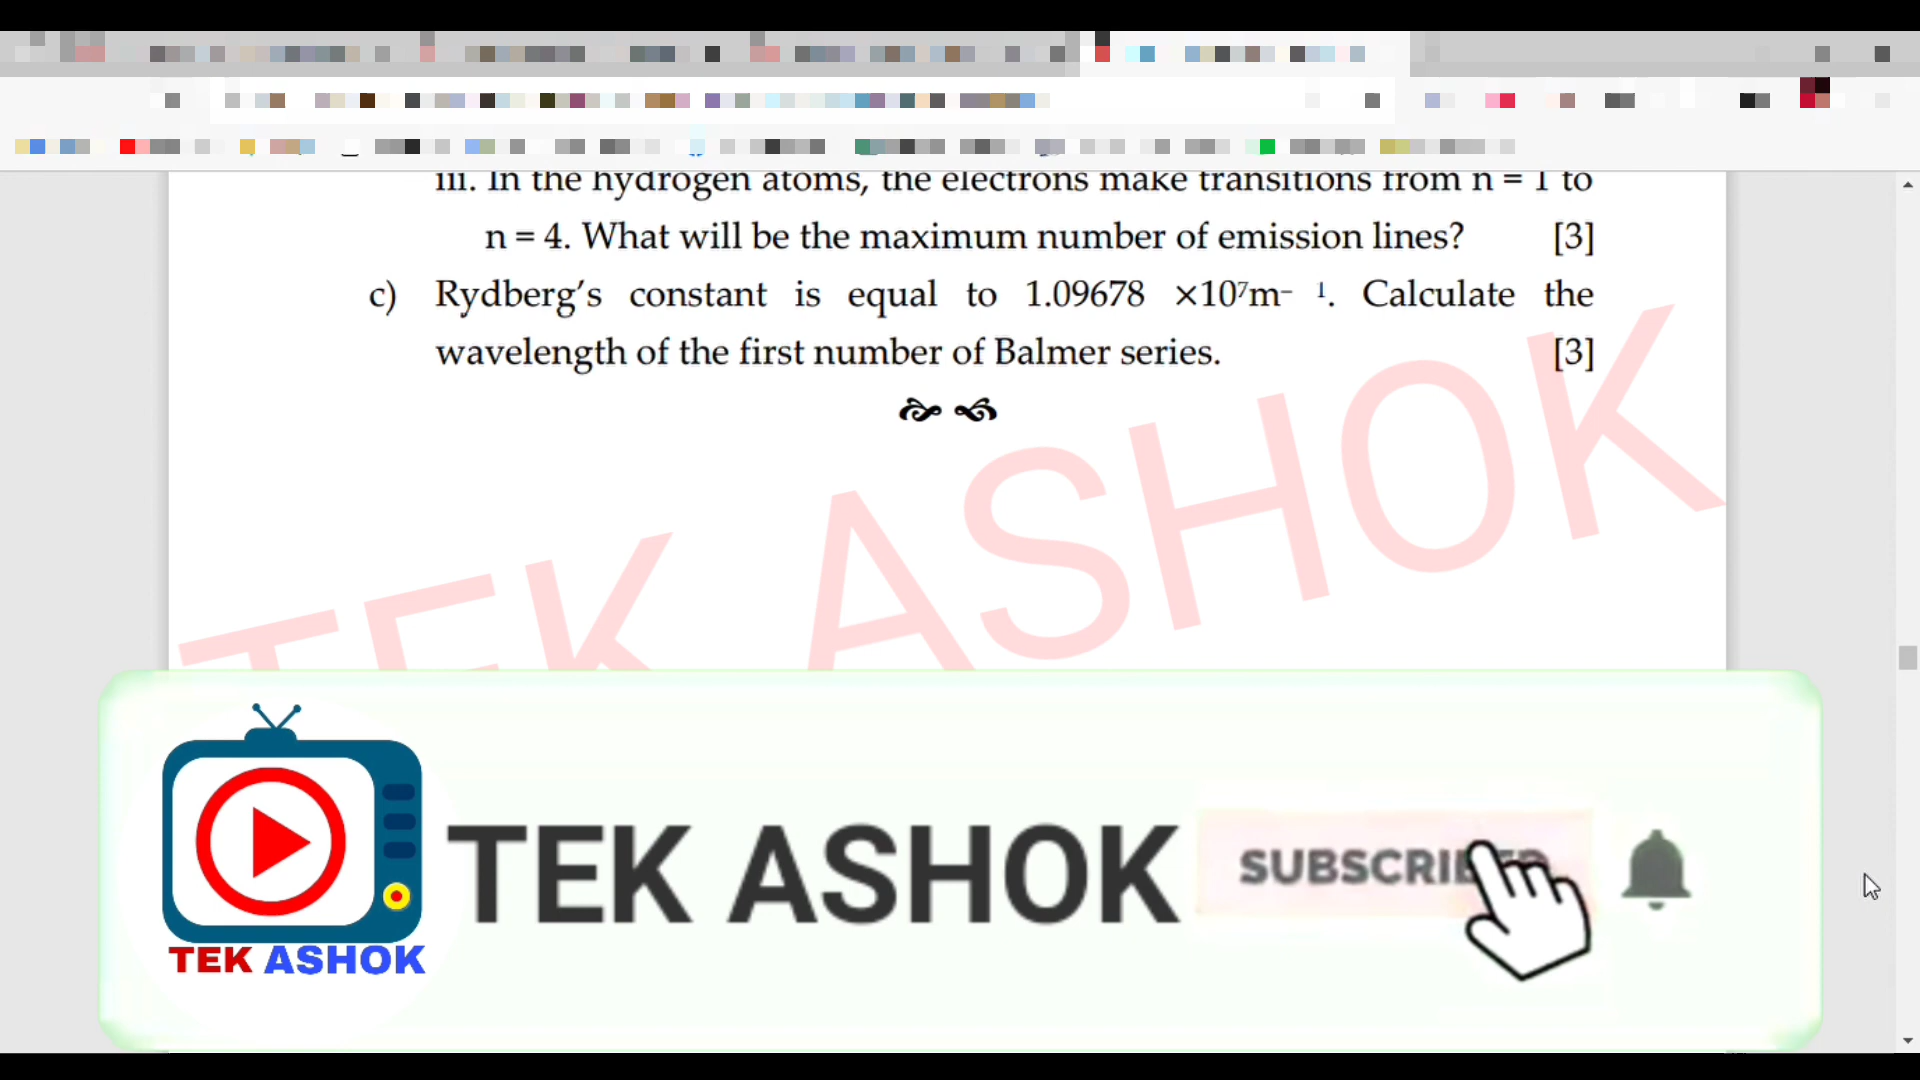 iii. In the hydrogen atoms, the electrons make transitions from n = 1 to
n = 4. What will be the maximum number of emission lines? [3]
c) Rydberg’s constant is equal to 1.09678 ×10⁷m⁻ ¹. Calculate the
wavelength of the first number of Balmer series. [3]
TEK ASHOK
TEK ASHOK
SUBSCRIBED
TEK ASHOK